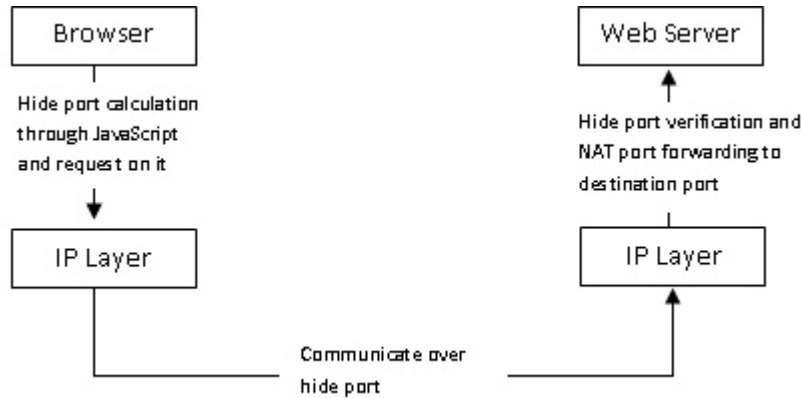 Browser
Web Server
Hide port calculation
through JavaScript
and request on it
Hide port verification and
NAT port forwarding to
destination port
IP Layer
IP Layer
Communicate over
hide port